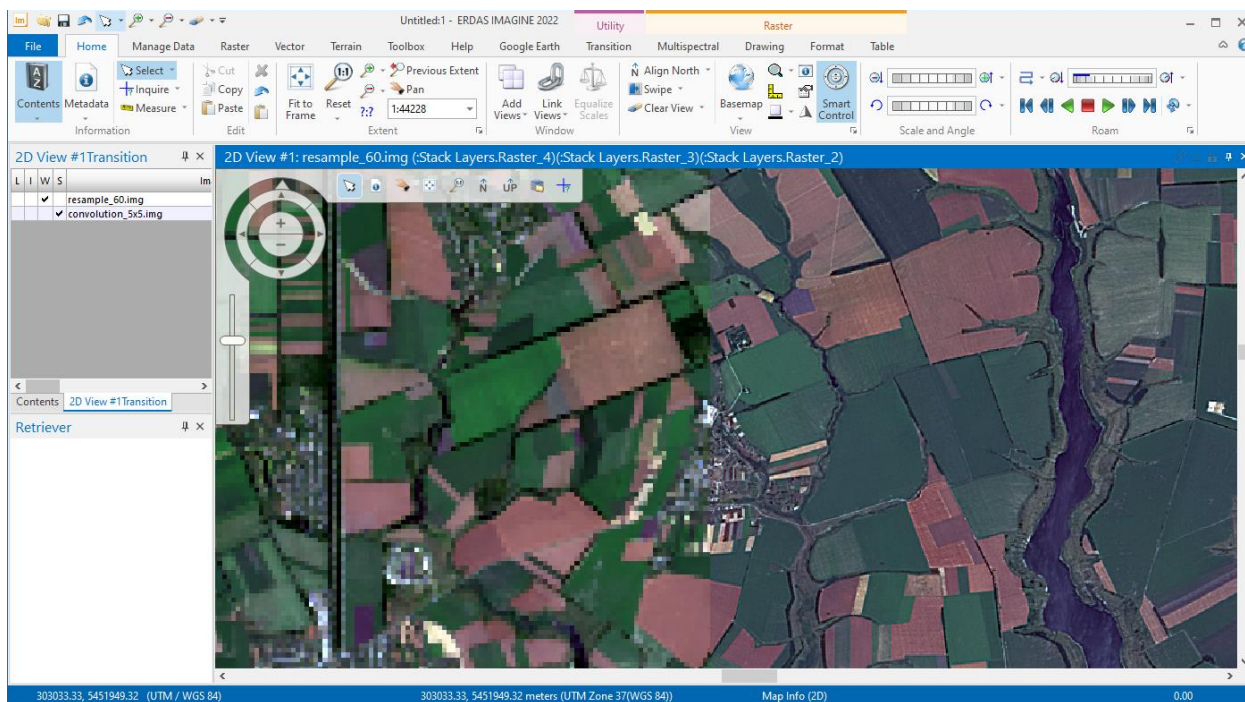 Untitled:1 - ERDAS IMAGINE 2022
Utility
Raster
File
Home
Manage Data
Raster
Vector
Terrain
Toolbox
Help
Google Earth
Transition
Multispectral
Drawing
Format
Table
Contents
Metadata
Select
Inquire
Measure
Information
Cut
Copy
Paste
Edit
Fit to
Frame
1:1
Reset
?:?
Previous Extent
Pan
1:44228
Extent
Add
Views
Link
Views
Equalize
Scales
Window
Align North
Swipe
Clear View
Basemap
Smart
Control
View
Scale and Angle
Roam
2D View #1Transition
2D View #1: resample_60.img (:Stack Layers.Raster_4)(:Stack Layers.Raster_3)(:Stack Layers.Raster_2)
L I W S Im
resample_60.img
convolution_5x5.img
N
UP
Contents
2D View #1Transition
Retriever
303033.33, 5451949.32 (UTM / WGS 84)
303033.33, 5451949.32 meters (UTM Zone 37(WGS 84))
Map Info (2D)
0.00